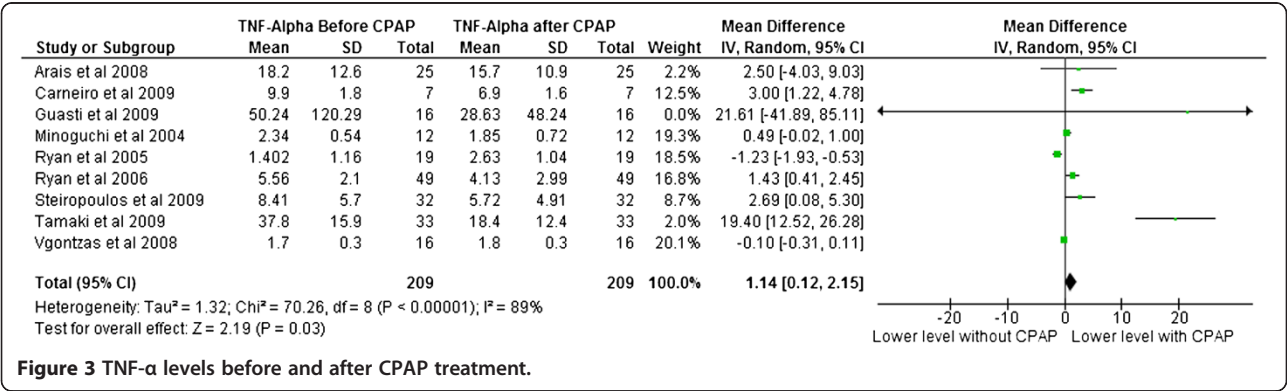 TNF-Alpha Before CPAP TNF-Alpha after CPAP Mean Difference Mean Difference
Study or Subgroup Mean SD Total Mean SD Total Weight IV, Random, 95% CI IV, Random, 95% CI
Arais et al 2008 18.2 12.6 25 15.7 10.9 25 2.2% 2.50 [-4.03, 9.03]
Carneiro et al 2009 9.9 1.8 7 6.9 1.6 7 12.5% 3.00 [1.22, 4.78]
Guasti et al 2009 50.24 120.29 16 28.63 48.24 16 0.0% 21.61 [-41.89, 85.11]
Minoguchi et al 2004 2.34 0.54 12 1.85 0.72 12 19.3% 0.49 [-0.02, 1.00]
Ryan et al 2005 1.402 1.16 19 2.63 1.04 19 18.5% -1.23 [-1.93, -0.53]
Ryan et al 2006 5.56 2.1 49 4.13 2.99 49 16.8% 1.43 [0.41, 2.45]
Steiropoulos et al 2009 8.41 5.7 32 5.72 4.91 32 8.7% 2.69 [0.08, 5.30]
Tamaki et al 2009 37.8 15.9 33 18.4 12.4 33 2.0% 19.40 [12.52, 26.28]
Vgontzas et al 2008 1.7 0.3 16 1.8 0.3 16 20.1% -0.10 [-0.31, 0.11]
Total (95% CI) 209 209 100.0% 1.14 [0.12, 2.15]
Heterogeneity: Tau² = 1.32; Chi² = 70.26, df = 8 (P < 0.00001); I² = 89%
Test for overall effect: Z = 2.19 (P = 0.03)
-20 -10 0 10 20
Lower level without CPAP Lower level with CPAP
Figure 3 TNF-α levels before and after CPAP treatment.